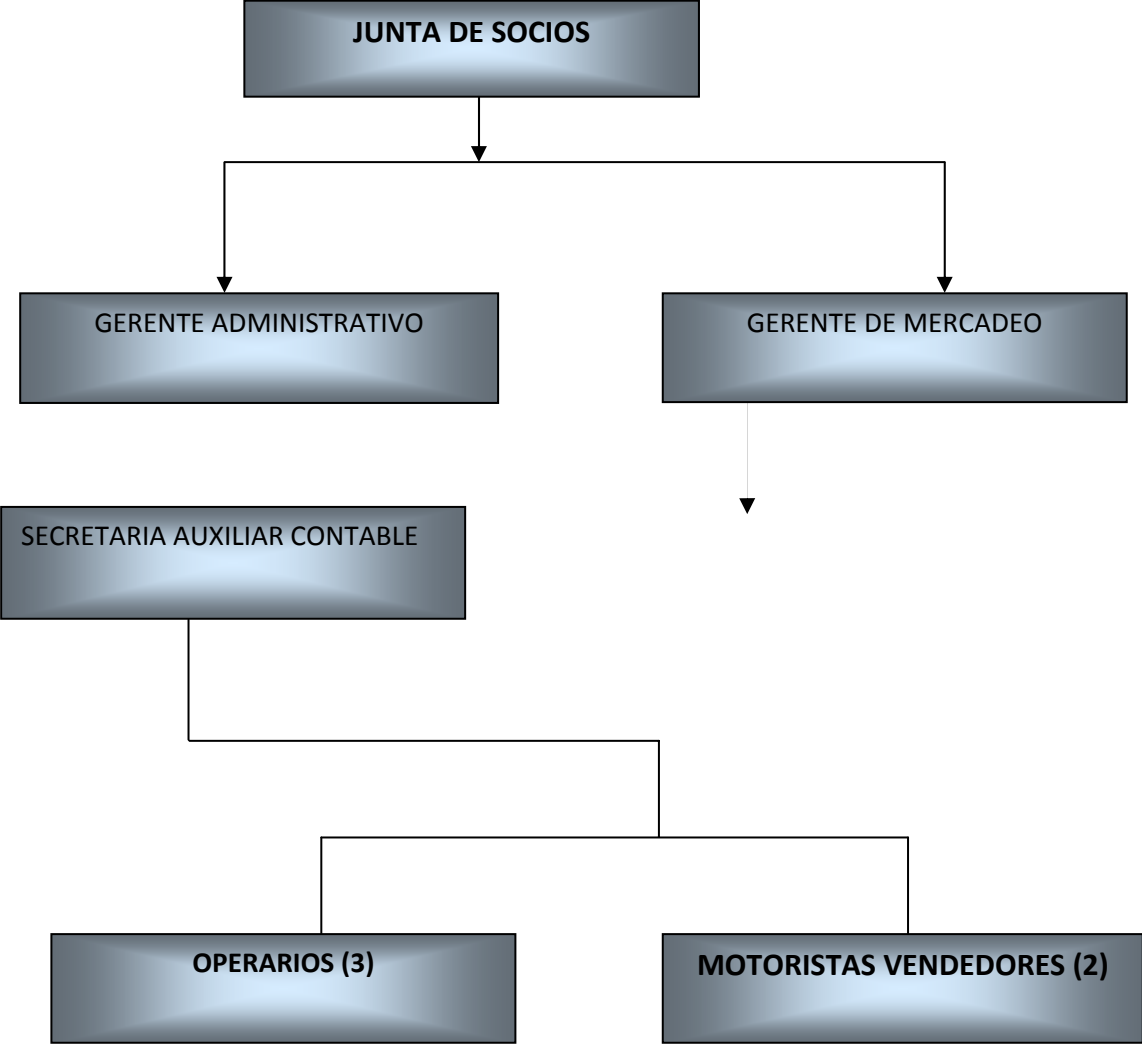 JUNTA DE SOCIOS
GERENTE ADMINISTRATIVO
GERENTE DE MERCADEO
SECRETARIA AUXILIAR CONTABLE
OPERARIOS (3)
MOTORISTAS VENDEDORES (2)